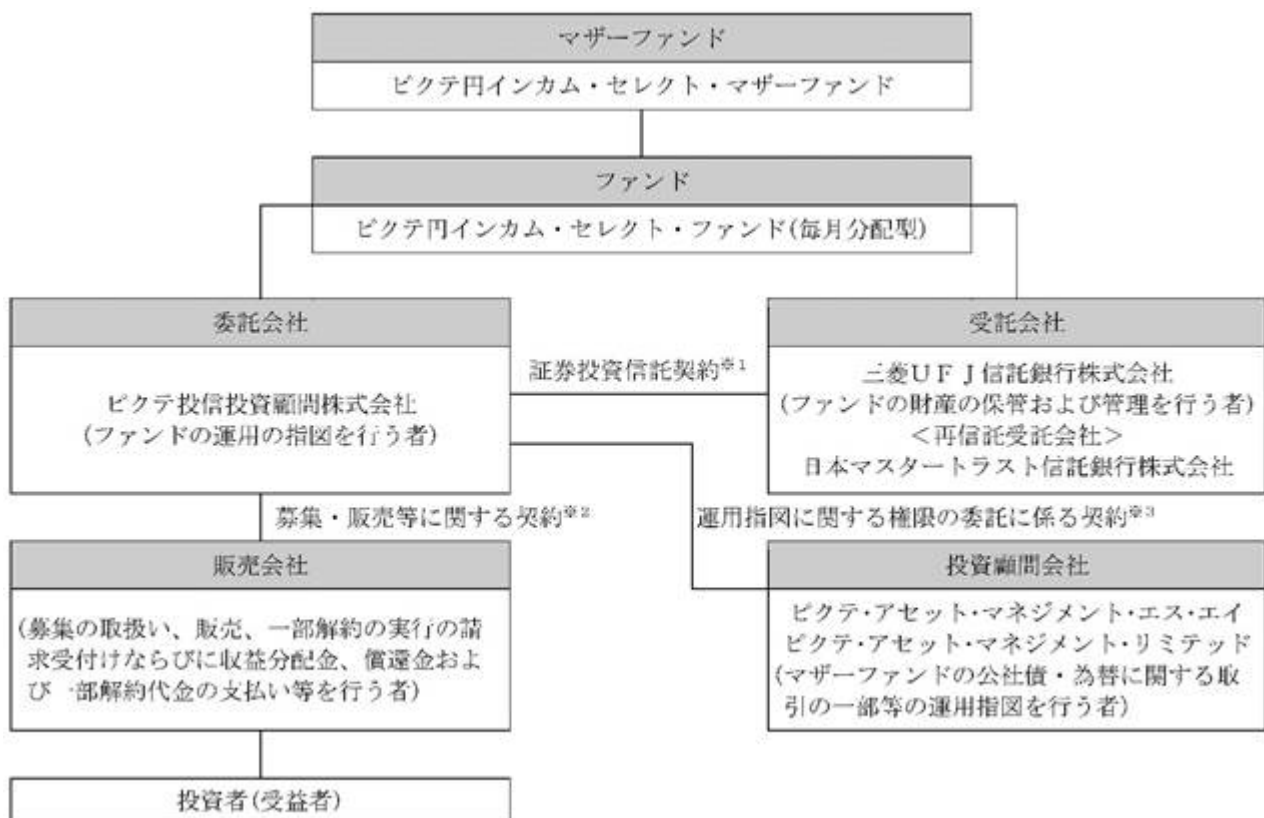 マザーファンド
ピクテ円インカム・セレクト・マザーファンド
ファンド
ピクテ円インカム・セレクト・ファンド(毎月分配型)
委託会社
ピクテ投信投資顧問株式会社
(ファンドの運用の指図を行う者)
証券投資信託契約※1
受託会社
三菱UFJ信託銀行株式会社
(ファンドの財産の保管および管理を行う者)
<再信託受託会社>
日本マスタートラスト信託銀行株式会社
募集・販売等に関する契約※2
運用指図に関する権限の委託に係る契約※3
販売会社
(募集の取扱い、販売、一部解約の実行の請
求受付けならびに収益分配金、償還金およ
び一部解約代金の支払い等を行う者)
投資顧問会社
ピクテ・アセット・マネジメント・エス・エイ
ピクテ・アセット・マネジメント・リミテッド
(マザーファンドの公社債・為替に関する取
引の一部等の運用指図を行う者)
投資者(受益者)